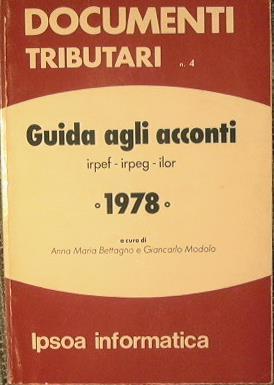 DOCUMENTI
TRIBUTARI n. 4
Guida agli acconti
irpef - irpeg - ilor
◦ 1978 ◦
a cura di
Anna Maria Bettagno e Giancarlo Modolo
Ipsoa informatica